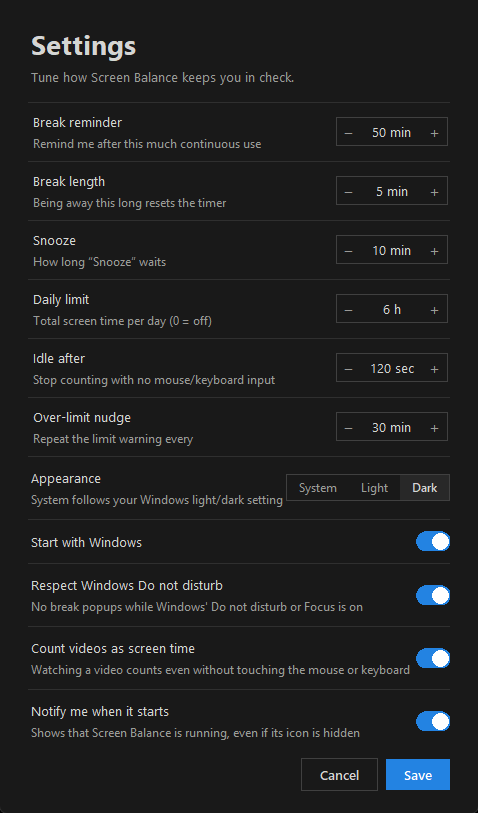 Settings
Tune how Screen Balance keeps you in check.
Break reminder
Remind me after this much continuous use
− 50 min +
Break length
Being away this long resets the timer
− 5 min +
Snooze
How long “Snooze” waits
− 10 min +
Daily limit
Total screen time per day (0 = off)
− 6 h +
Idle after
Stop counting with no mouse/keyboard input
− 120 sec +
Over-limit nudge
Repeat the limit warning every
− 30 min +
Appearance
System follows your Windows light/dark setting
System Light Dark
Start with Windows
Respect Windows Do not disturb
No break popups while Windows' Do not disturb or Focus is on
Count videos as screen time
Watching a video counts even without touching the mouse or keyboard
Notify me when it starts
Shows that Screen Balance is running, even if its icon is hidden
Cancel Save